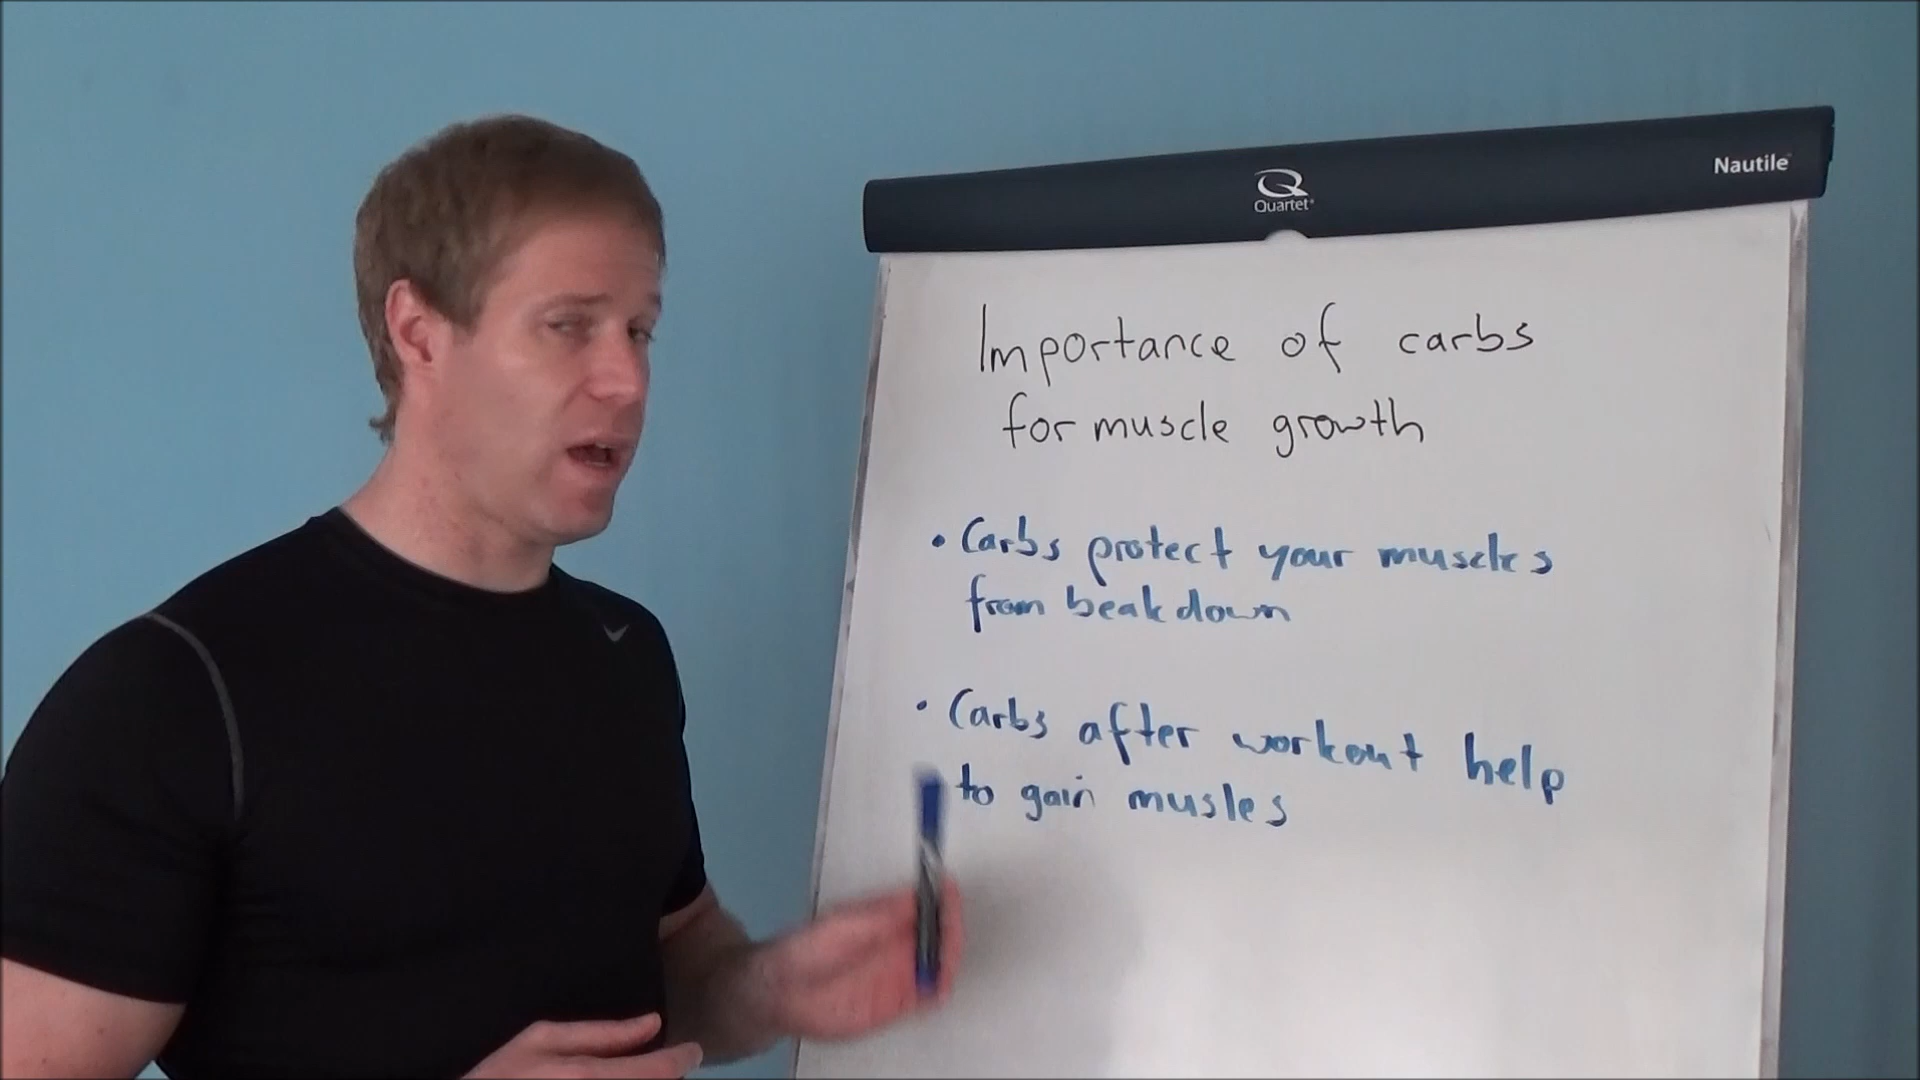 Quartet
Nautile
Importance of carbs
for muscle growth
• Carbs protect your muscles
from beakdown
• Carbs after workout help
to gain musles